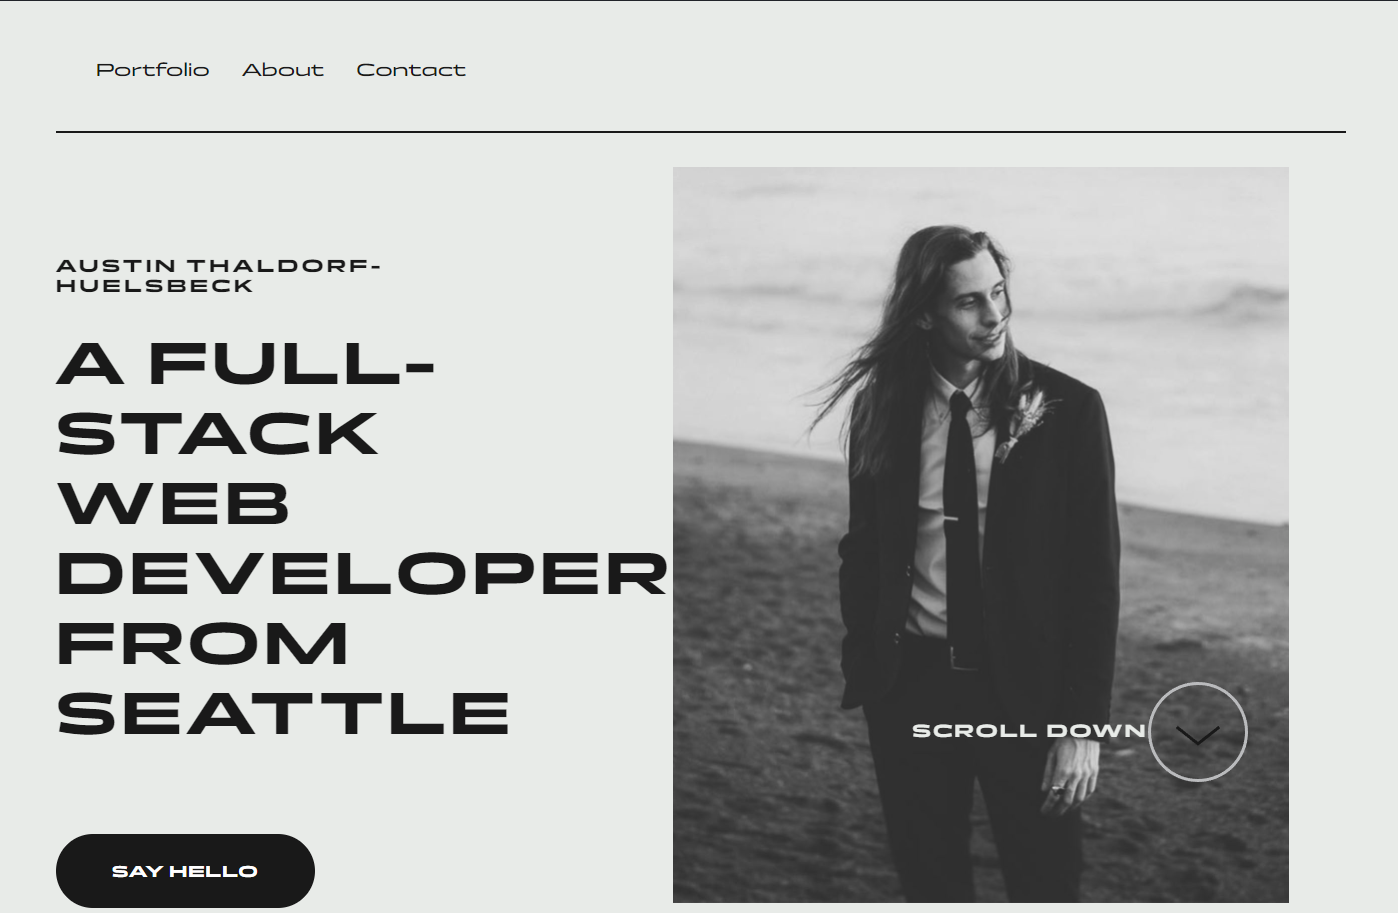 Portfolio About Contact
AUSTIN THALDORF-
HUELSBECK
A FULL-
STACK
WEB
DEVELOPER
FROM
SEATTLE
SCROLL DOWN
SAY HELLO